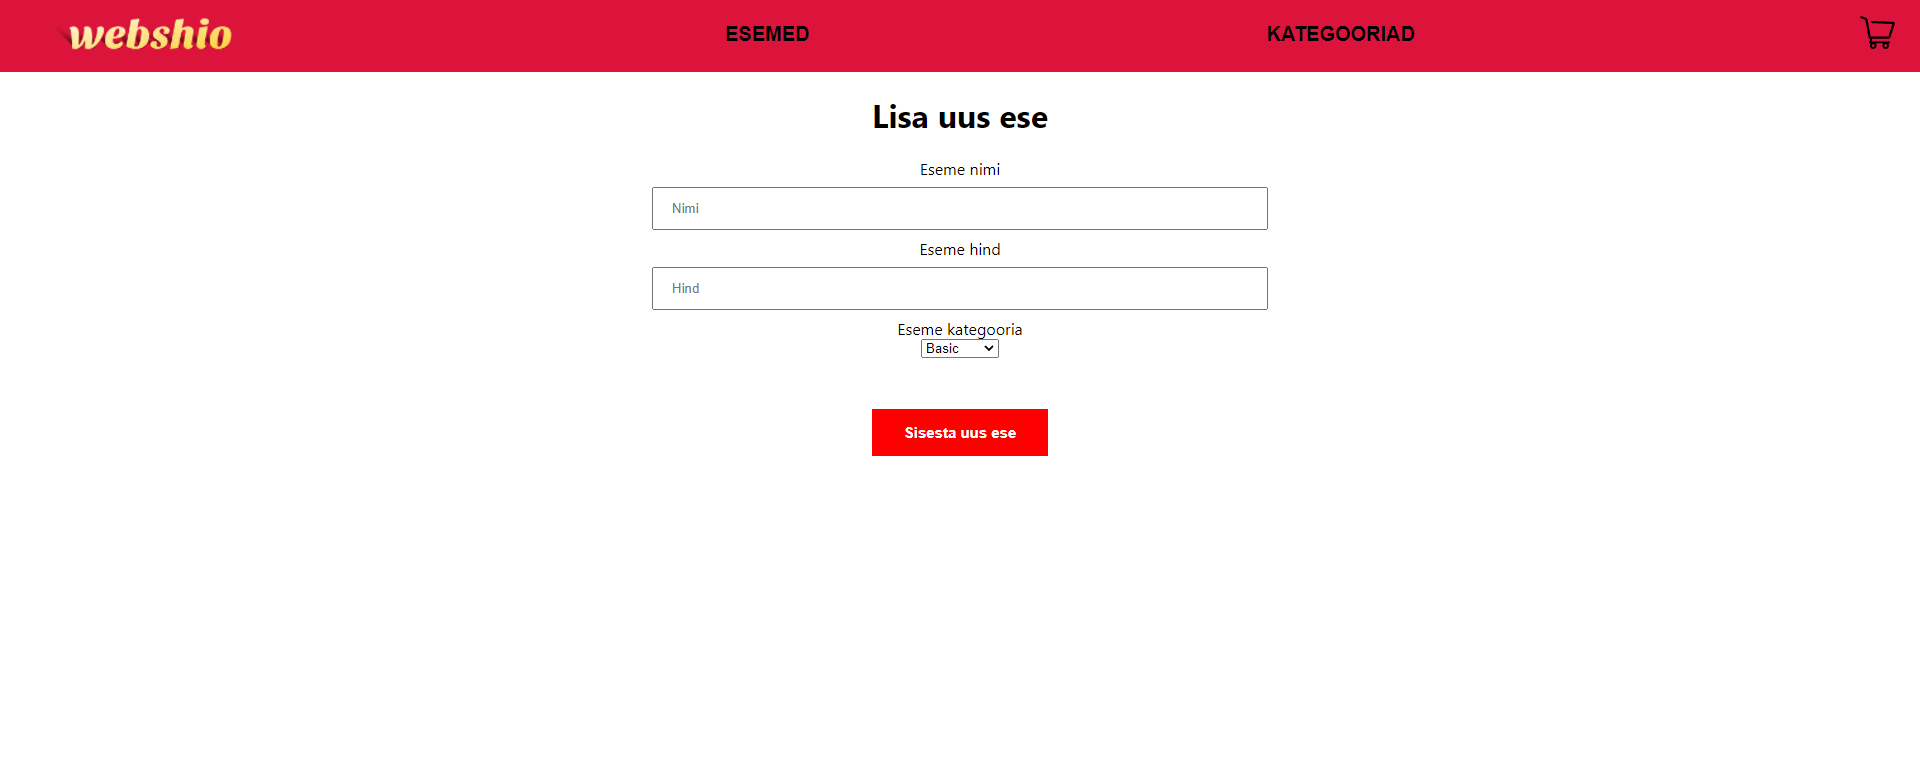 webshio ESEMED KATEGOORIAD
Lisa uus ese
Eseme nimi
Nimi
Eseme hind
Hind
Eseme kategooria
Basic
Sisesta uus ese